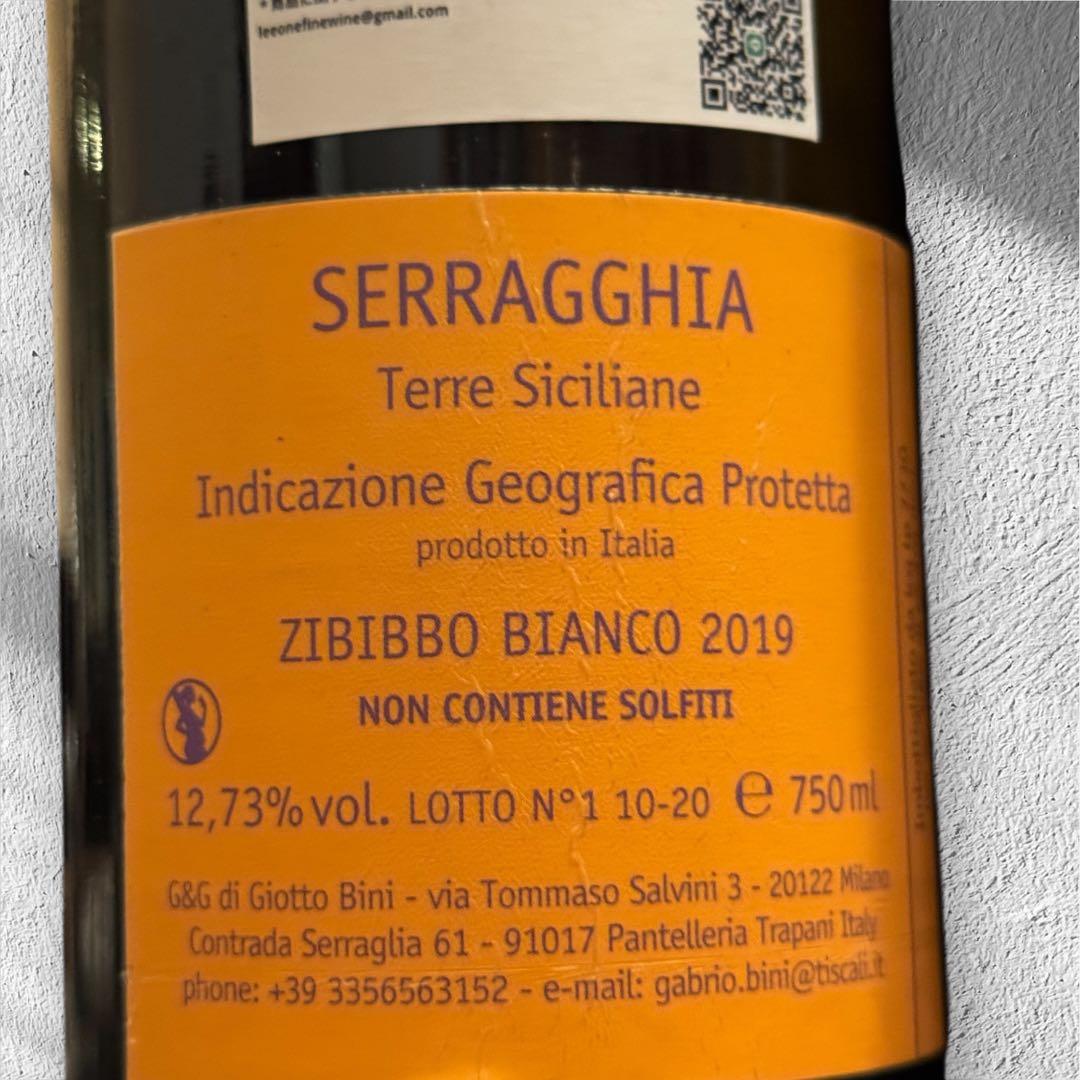 leeonefinewine@gmail.com
SERRAGGHIA
Terre Siciliane
Indicazione Geografica Protetta
prodotto in Italia
ZIBIBBO BIANCO 2019
NON CONTIENE SOLFITI
12,73% vol. LOTTO N°1 10-20 ℮ 750 ml
G&G di Giotto Bini - via Tommaso Salvini 3 - 20122 Milano
Contrada Serraglia 61 - 91017 Pantelleria Trapani Italy
phone: +39 3356563152 - e-mail: gabrio.bini@tiscali.it